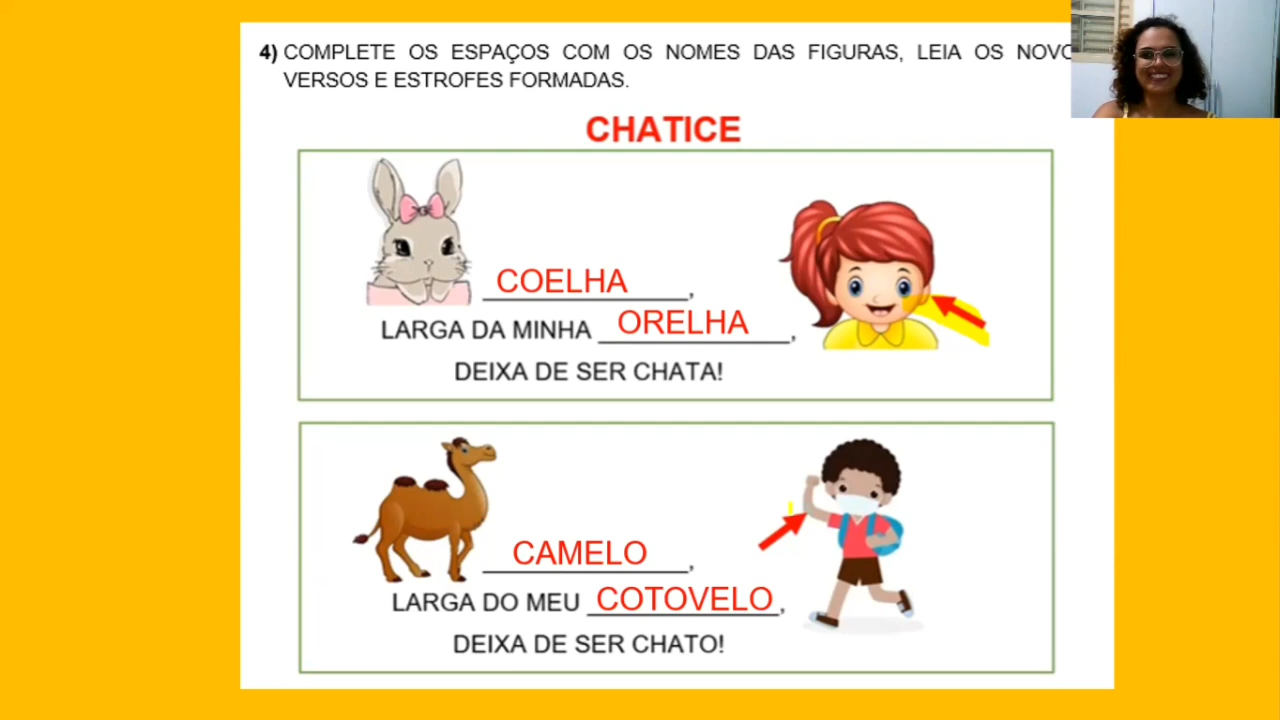 4) COMPLETE OS ESPAÇOS COM OS NOMES DAS FIGURAS, LEIA OS NOVO
VERSOS E ESTROFES FORMADAS.
CHATICE
COELHA,
LARGA DA MINHA ORELHA,
DEIXA DE SER CHATA!
CAMELO,
LARGA DO MEU COTOVELO,
DEIXA DE SER CHATO!